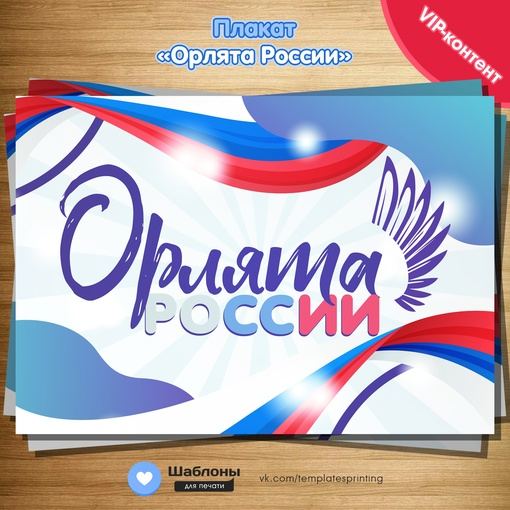 Плакат
«Орлята России»
VIP-контент
Орлята
РОССИИ
Шаблоны
для печати
vk.com/templatesprinting